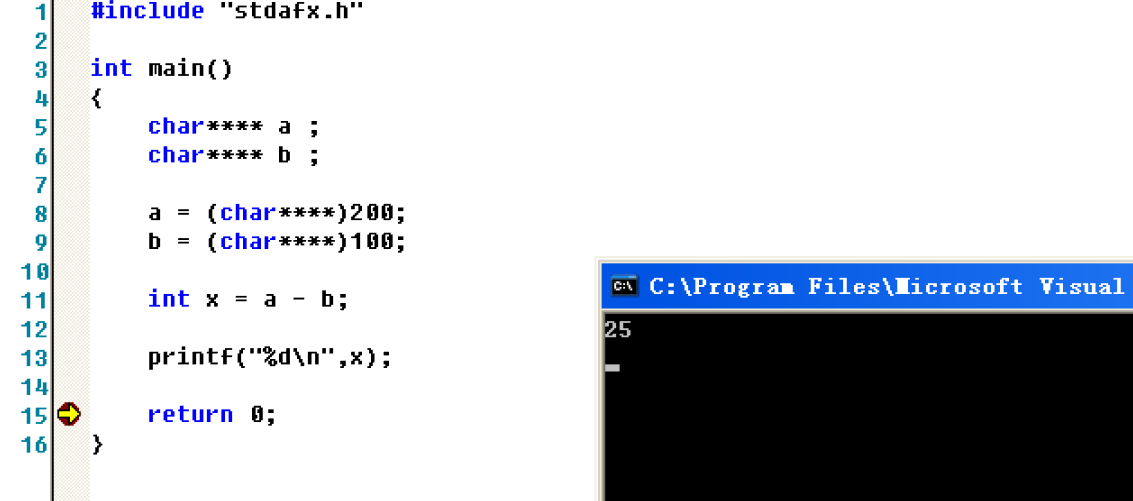 1 #include "stdafx.h"
2
3 int main()
4 {
5 char**** a ;
6 char**** b ;
7
8 a = (char****)200;
9 b = (char****)100;
10
11 int x = a - b;
12
13 printf("%d\n",x);
14
15 return 0;
16 }
C:\ C:\Program Files\Microsoft Visual
25